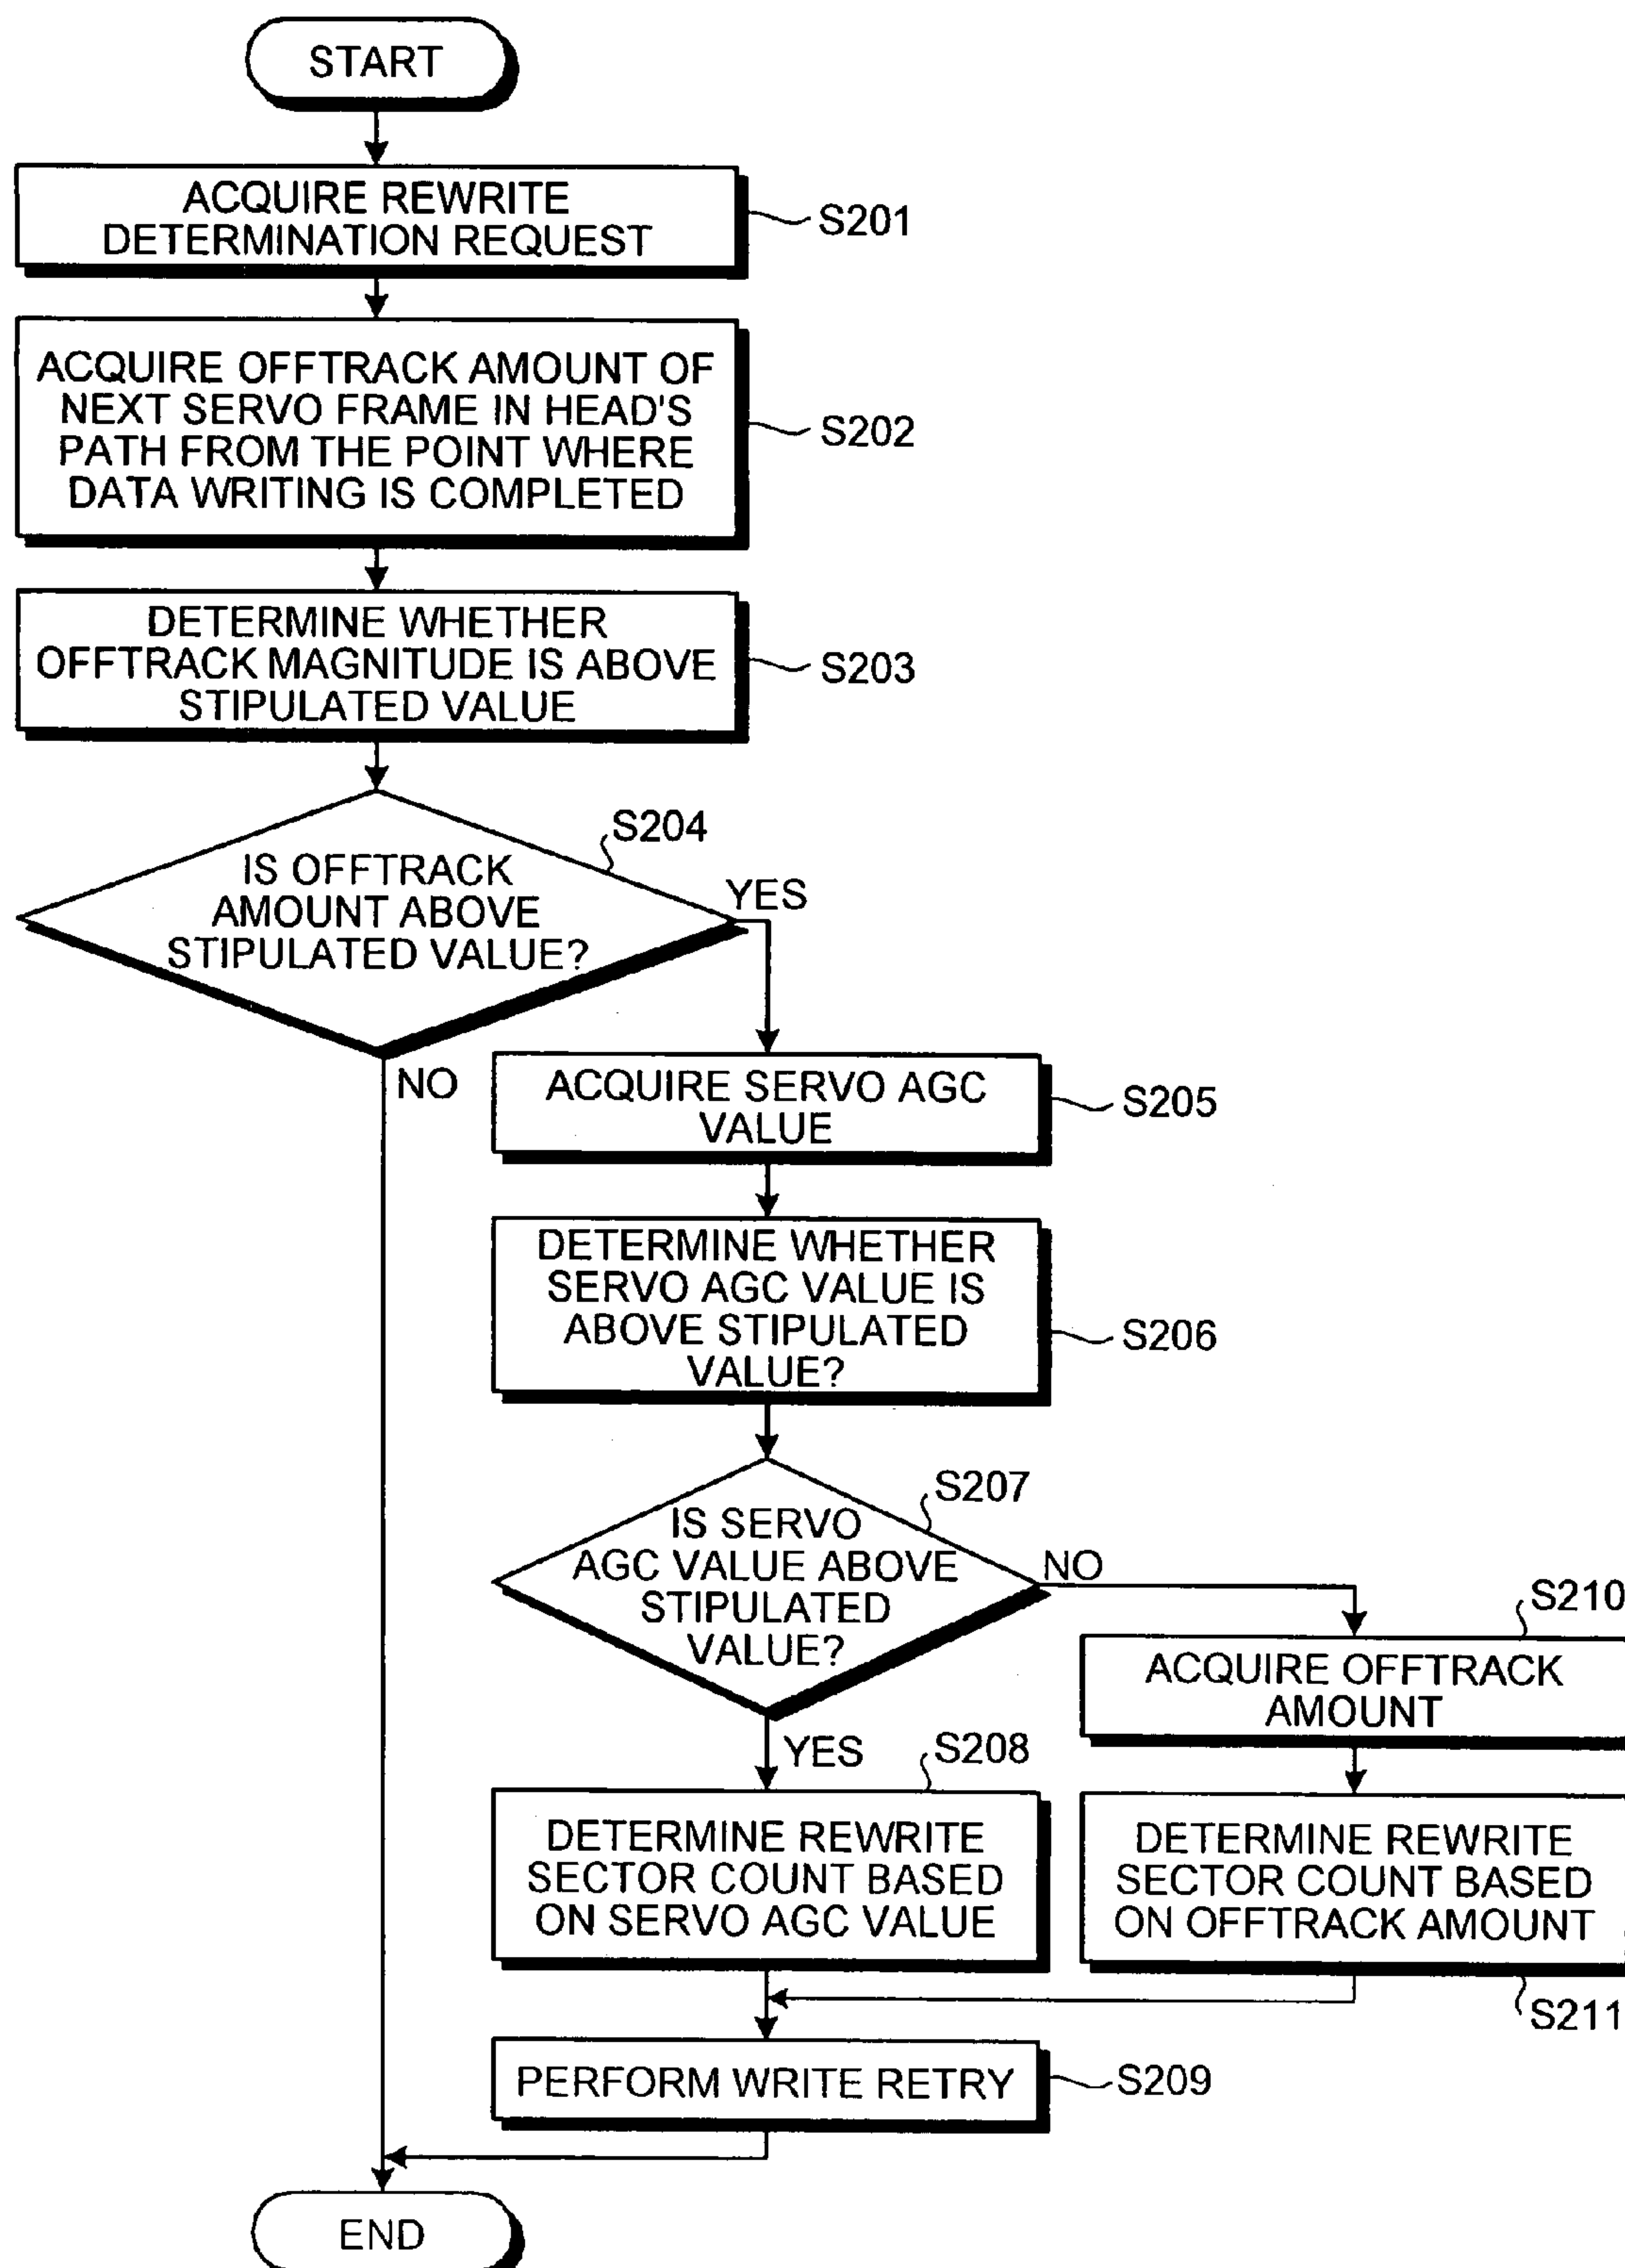 START
ACQUIRE REWRITE
DETERMINATION REQUEST
S201
ACQUIRE OFFTRACK AMOUNT OF
NEXT SERVO FRAME IN HEAD'S
PATH FROM THE POINT WHERE
DATA WRITING IS COMPLETED
S202
DETERMINE WHETHER
OFFTRACK MAGNITUDE IS ABOVE
STIPULATED VALUE
S203
S204
IS OFFTRACK
AMOUNT ABOVE
STIPULATED VALUE?
YES
NO
ACQUIRE SERVO AGC
VALUE
S205
DETERMINE WHETHER
SERVO AGC VALUE IS
ABOVE STIPULATED
VALUE?
S206
S207
IS SERVO
AGC VALUE ABOVE
STIPULATED
VALUE?
NO
YES
S210
ACQUIRE OFFTRACK
AMOUNT
S208
DETERMINE REWRITE
SECTOR COUNT BASED
ON SERVO AGC VALUE
DETERMINE REWRITE
SECTOR COUNT BASED
ON OFFTRACK AMOUNT
S211
PERFORM WRITE RETRY
S209
END